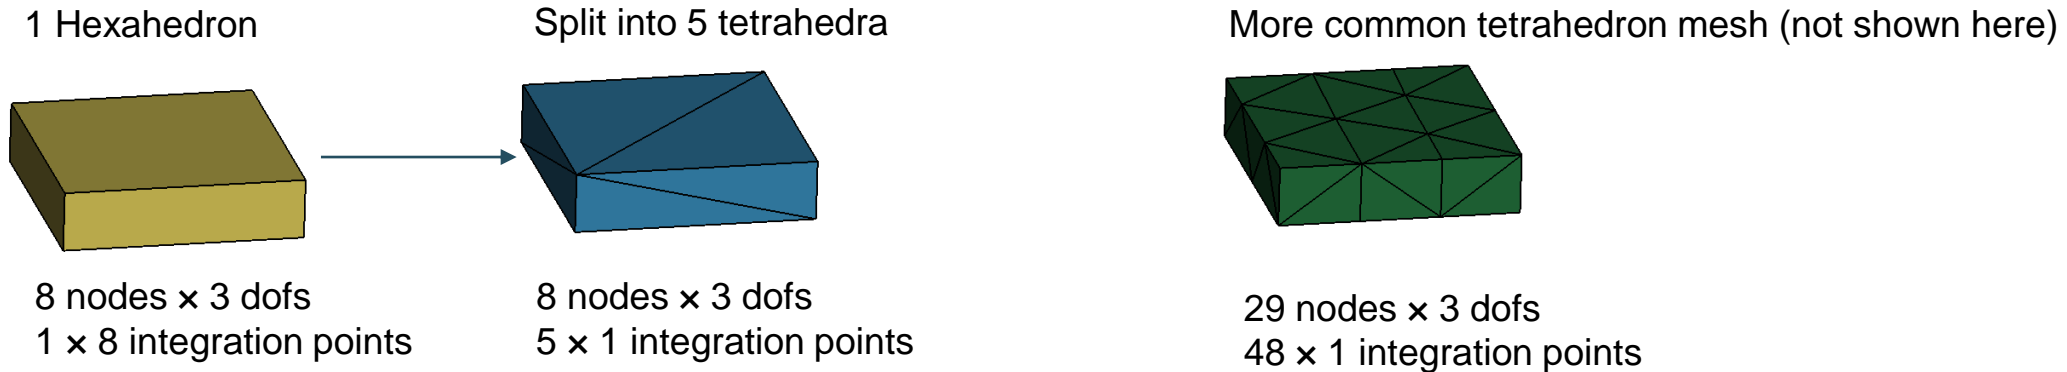 1 Hexahedron
Split into 5 tetrahedra
More common tetrahedron mesh (not shown here)
8 nodes × 3 dofs
1 × 8 integration points
8 nodes × 3 dofs
5 × 1 integration points
29 nodes × 3 dofs
48 × 1 integration points